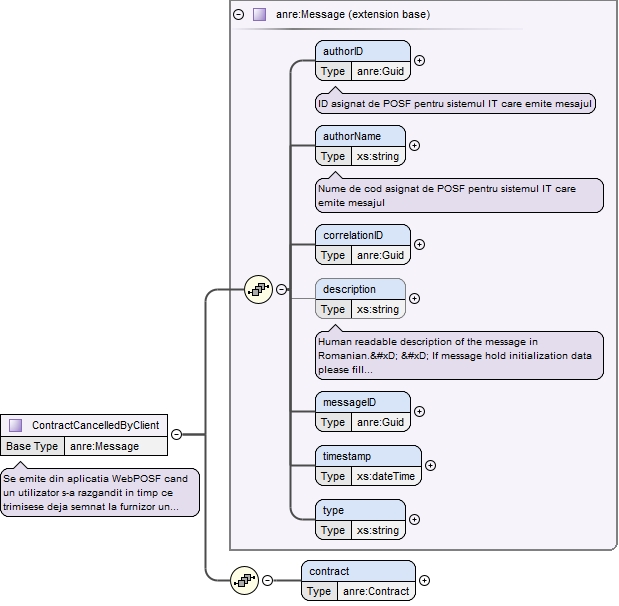 anre:Message (extension base)
authorID
Type anre:Guid
ID asignat de POSF pentru sistemul IT care emite mesajul
authorName
Type xs:string
Nume de cod asignat de POSF pentru sistemul IT care
emite mesajul
correlationID
Type anre:Guid
description
Type xs:string
Human readable description of the message in
Romanian.&#xD; &#xD; If message hold initialization data
please fill...
messageID
Type anre:Guid
timestamp
Type xs:dateTime
type
Type xs:string
ContractCancelledByClient
Base Type anre:Message
Se emite din aplicatia WebPOSF cand
un utilizator s-a razgandit in timp ce
trimisese deja semnat la furnizor un...
contract
Type anre:Contract